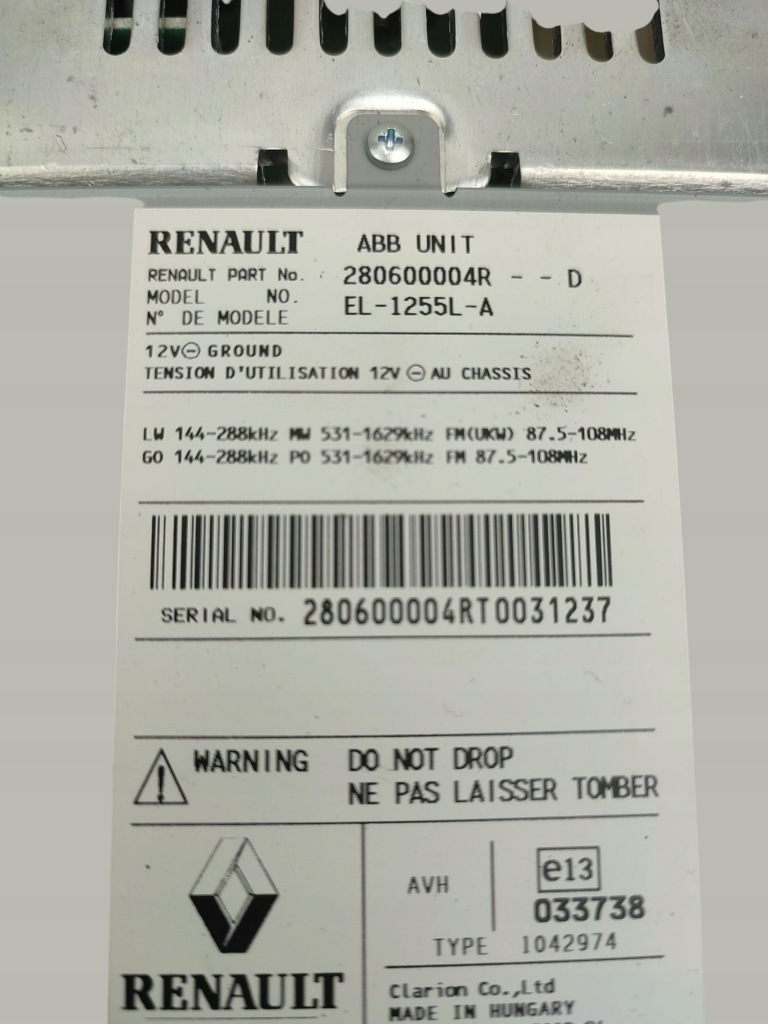 RENAULT ABB UNIT
RENAULT PART No. 280600004R - - D
MODEL NO. EL-1255L-A
N° DE MODELE
12V⊖ GROUND
TENSION D'UTILISATION 12V ⊖ AU CHASSIS
LW 144-288kHz MW 531-1629kHz FM(UKW) 87.5-108MHz
GO 144-288kHz PO 531-1629kHz FM 87.5-108MHz
SERIAL NO. 280600004RT0031237
WARNING DO NOT DROP
NE PAS LAISSER TOMBER
AVH e13
033738
TYPE 1042974
RENAULT
Clarion Co.,Ltd
MADE IN HUNGARY